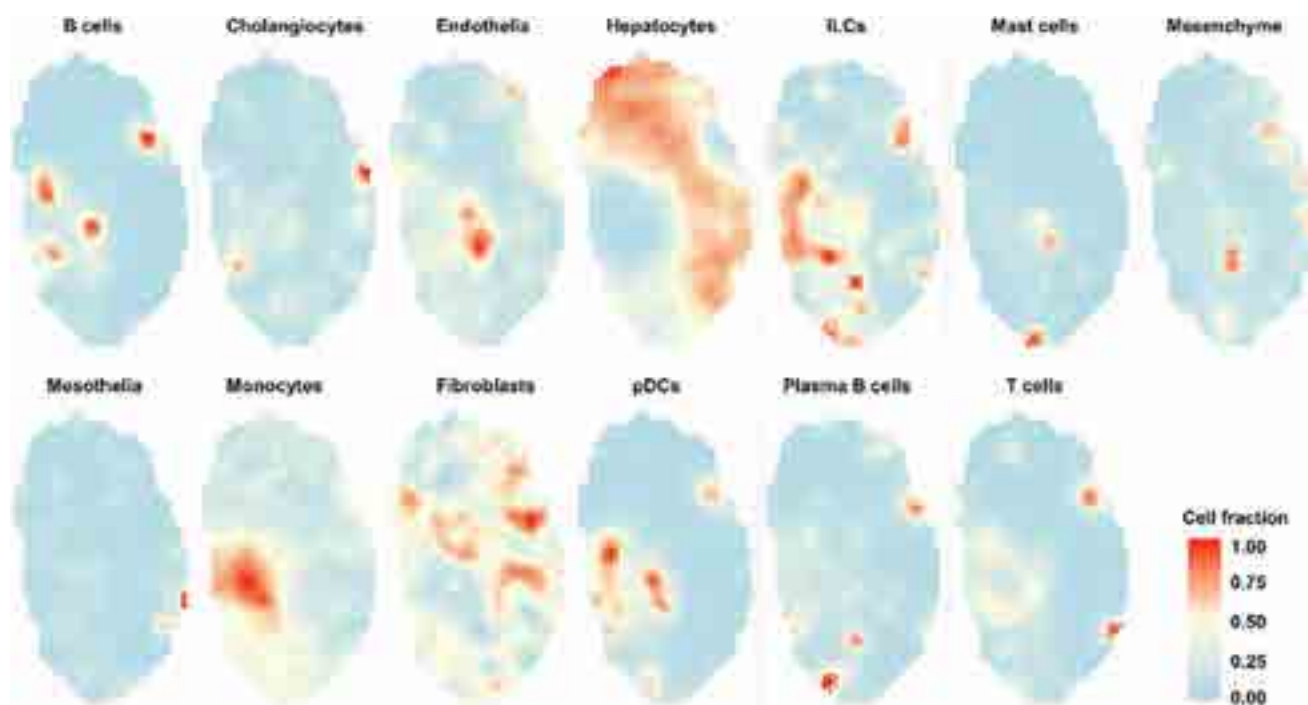 B cells Cholangiocytes Endothelia Hepatocytes ILCs Mast cells Mesenchyme
Mesothelia Monocytes Fibroblasts pDCs Plasma B cells T cells
Cell fraction
1.00
0.75
0.50
0.25
0.00